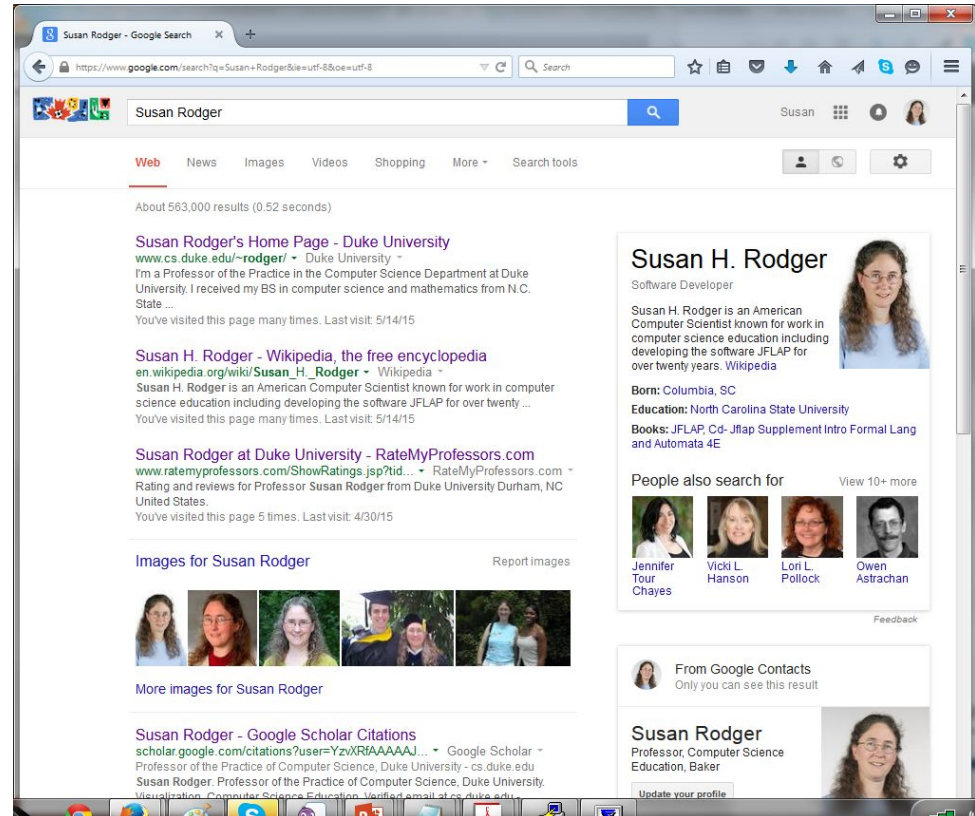 Susan Rodger - Google Search
https://www.google.com/search?q=Susan+Rodger&ie=utf-8&oe=utf-8
Search
Susan Rodger
Susan
Web News Images Videos Shopping More Search tools
About 563,000 results (0.52 seconds)
Susan Rodger's Home Page - Duke University
www.cs.duke.edu/~rodger/ Duke University
I'm a Professor of the Practice in the Computer Science Department at Duke
University. I received my BS in computer science and mathematics from N.C.
State ...
You've visited this page many times. Last visit: 5/14/15
Susan H. Rodger - Wikipedia, the free encyclopedia
en.wikipedia.org/wiki/Susan_H._Rodger Wikipedia
Susan H. Rodger is an American Computer Scientist known for work in computer
science education including developing the software JFLAP for over twenty ...
You've visited this page many times. Last visit: 5/14/15
Susan Rodger at Duke University - RateMyProfessors.com
www.ratemyprofessors.com/ShowRatings.jsp?tid... RateMyProfessors.com
Rating and reviews for Professor Susan Rodger from Duke University Durham, NC
United States.
You've visited this page 5 times. Last visit: 4/30/15
Images for Susan Rodger
Report images
More images for Susan Rodger
Susan Rodger - Google Scholar Citations
scholar.google.com/citations?user=YzvXRfAAAAAJ... Google Scholar
Professor of the Practice of Computer Science, Duke University - cs.duke.edu
Susan Rodger. Professor of the Practice of Computer Science, Duke University.
Visualization, Computer Science Education. Verified email at cs.duke.edu -
Susan H. Rodger
Software Developer
Susan H. Rodger is an American
Computer Scientist known for work in
computer science education including
developing the software JFLAP for
over twenty years. Wikipedia
Born: Columbia, SC
Education: North Carolina State University
Books: JFLAP, Cd- Jflap Supplement Intro Formal Lang
and Automata 4E
People also search for
View 10+ more
Jennifer
Tour
Chayes
Vicki L.
Hanson
Lori L.
Pollock
Owen
Astrachan
Feedback
From Google Contacts
Only you can see this result
Susan Rodger
Professor, Computer Science
Education, Baker
Update your profile